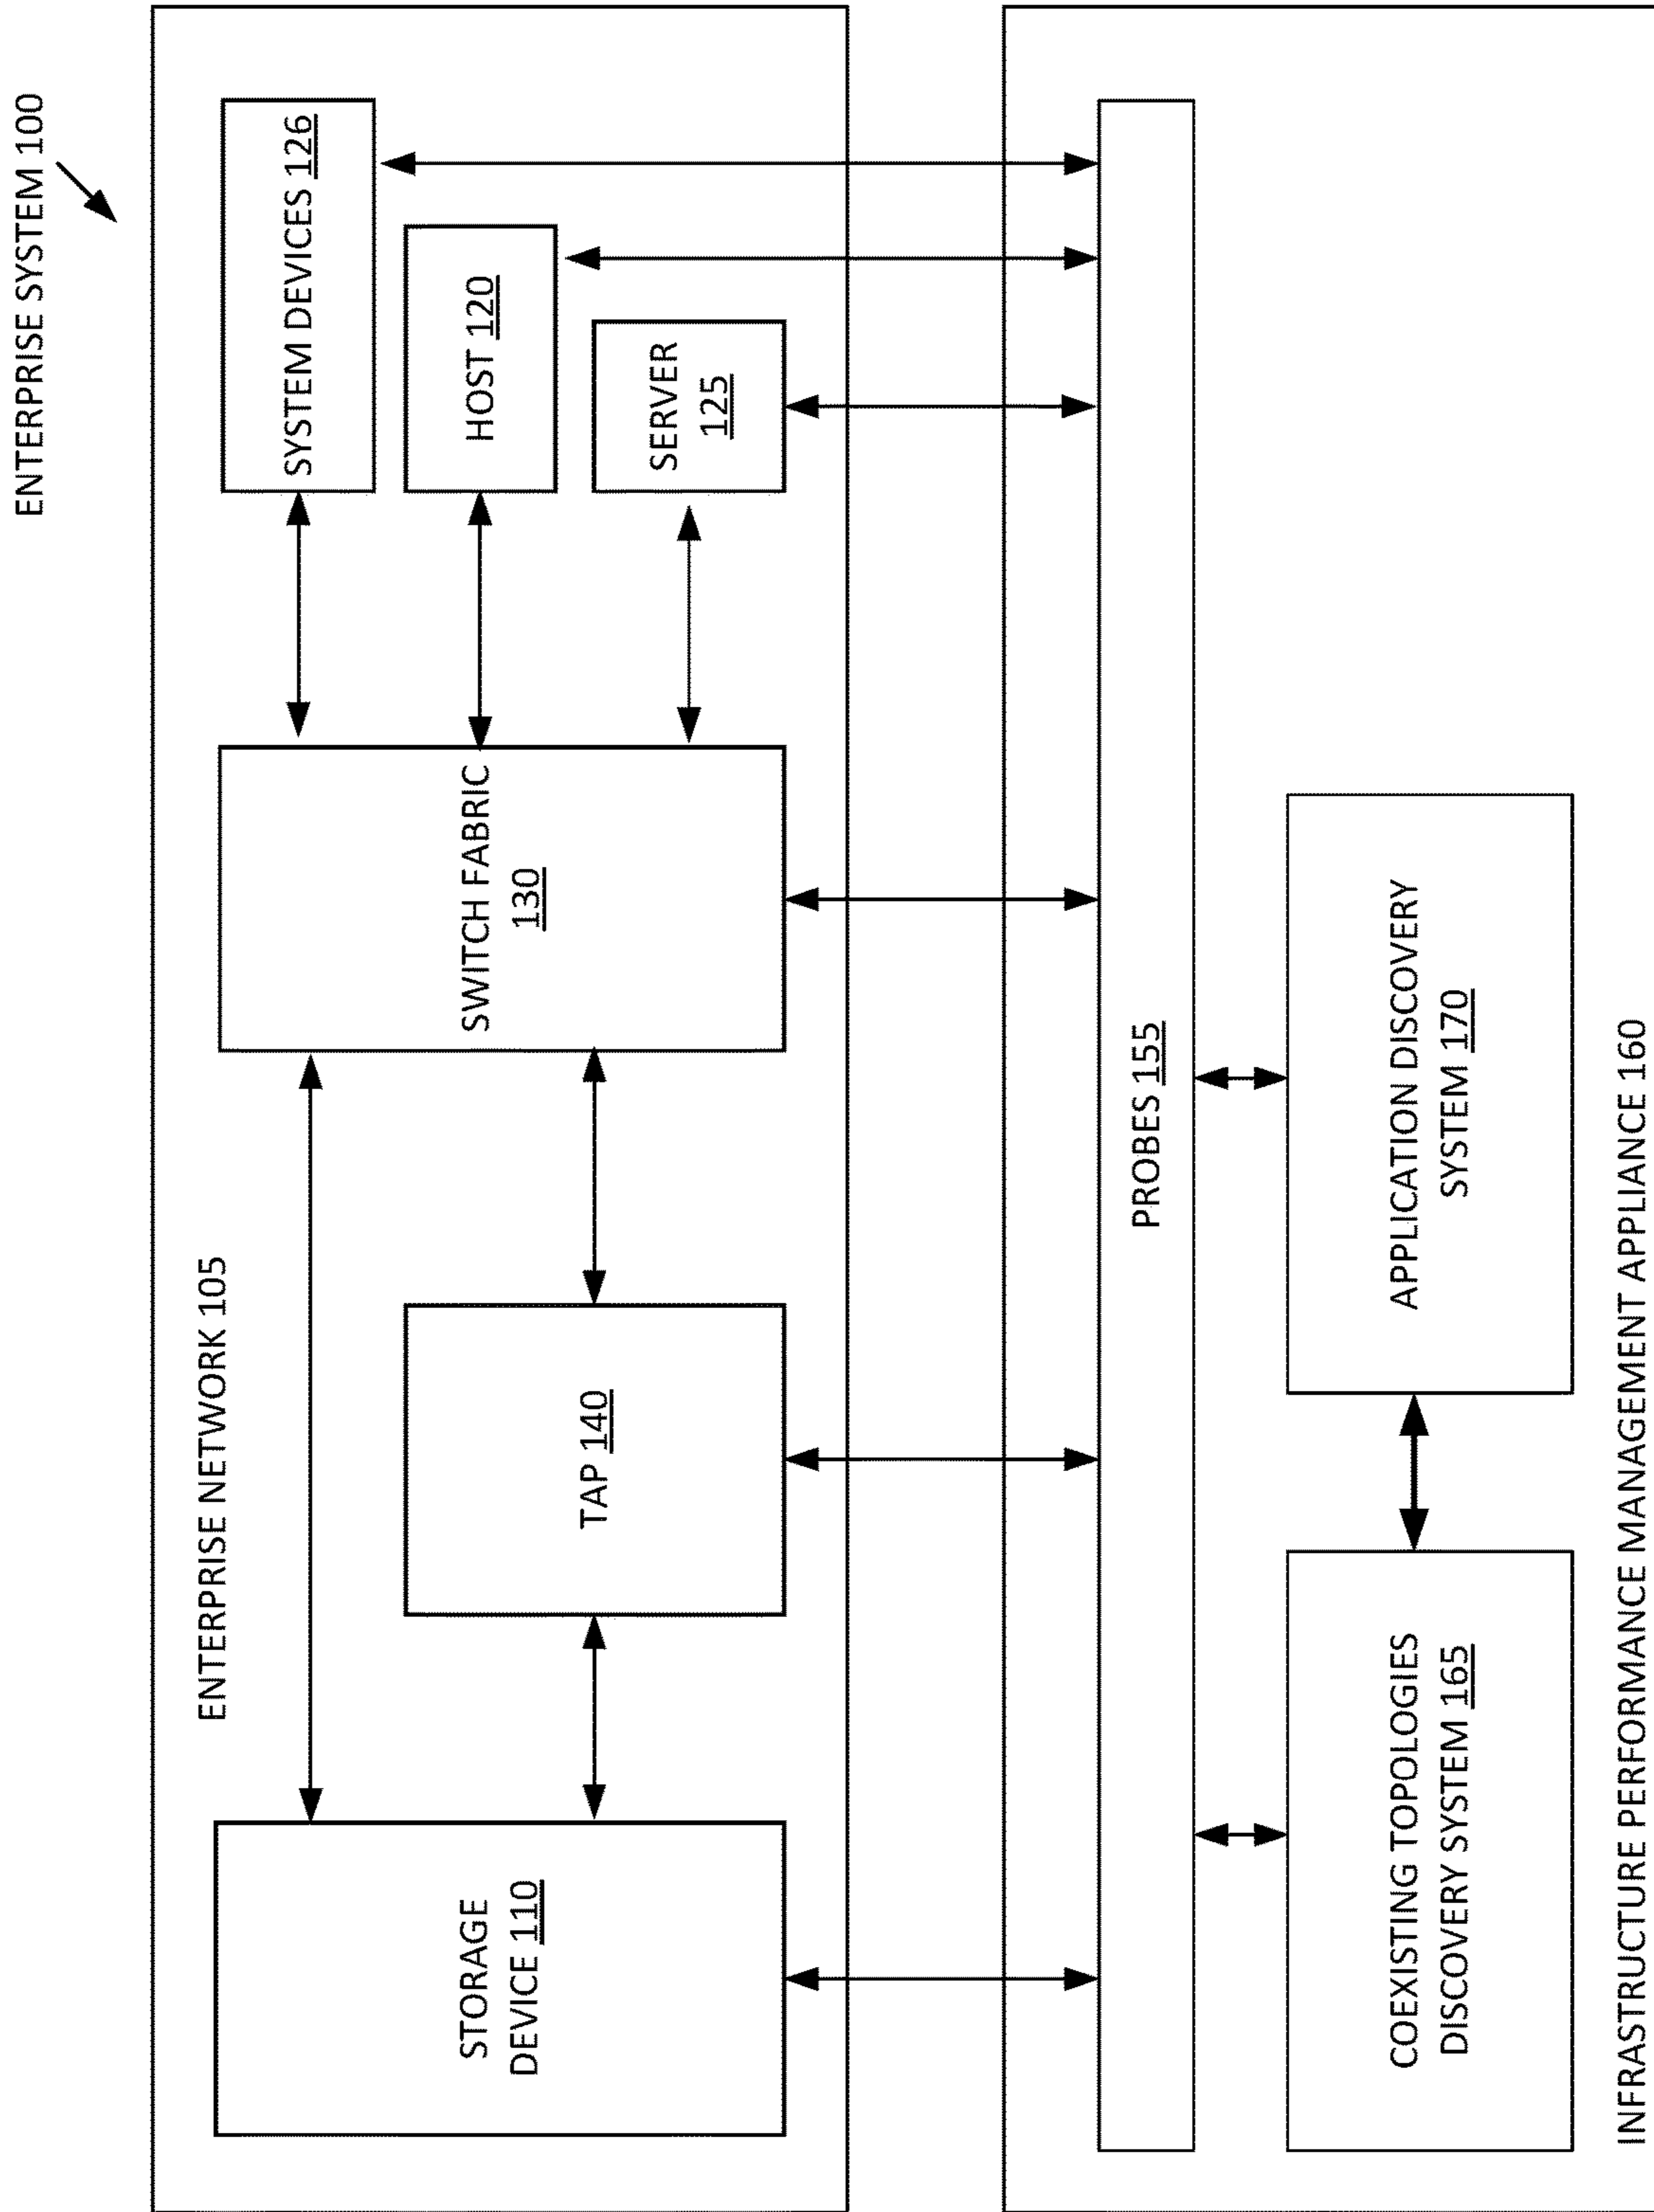 ENTERPRISE SYSTEM 100
ENTERPRISE NETWORK 105
STORAGE
DEVICE 110
TAP 140
SWITCH FABRIC
130
SYSTEM DEVICES 126
HOST 120
SERVER
125
PROBES 155
COEXISTING TOPOLOGIES
DISCOVERY SYSTEM 165
APPLICATION DISCOVERY
SYSTEM 170
INFRASTRUCTURE PERFORMANCE MANAGEMENT APPLIANCE 160